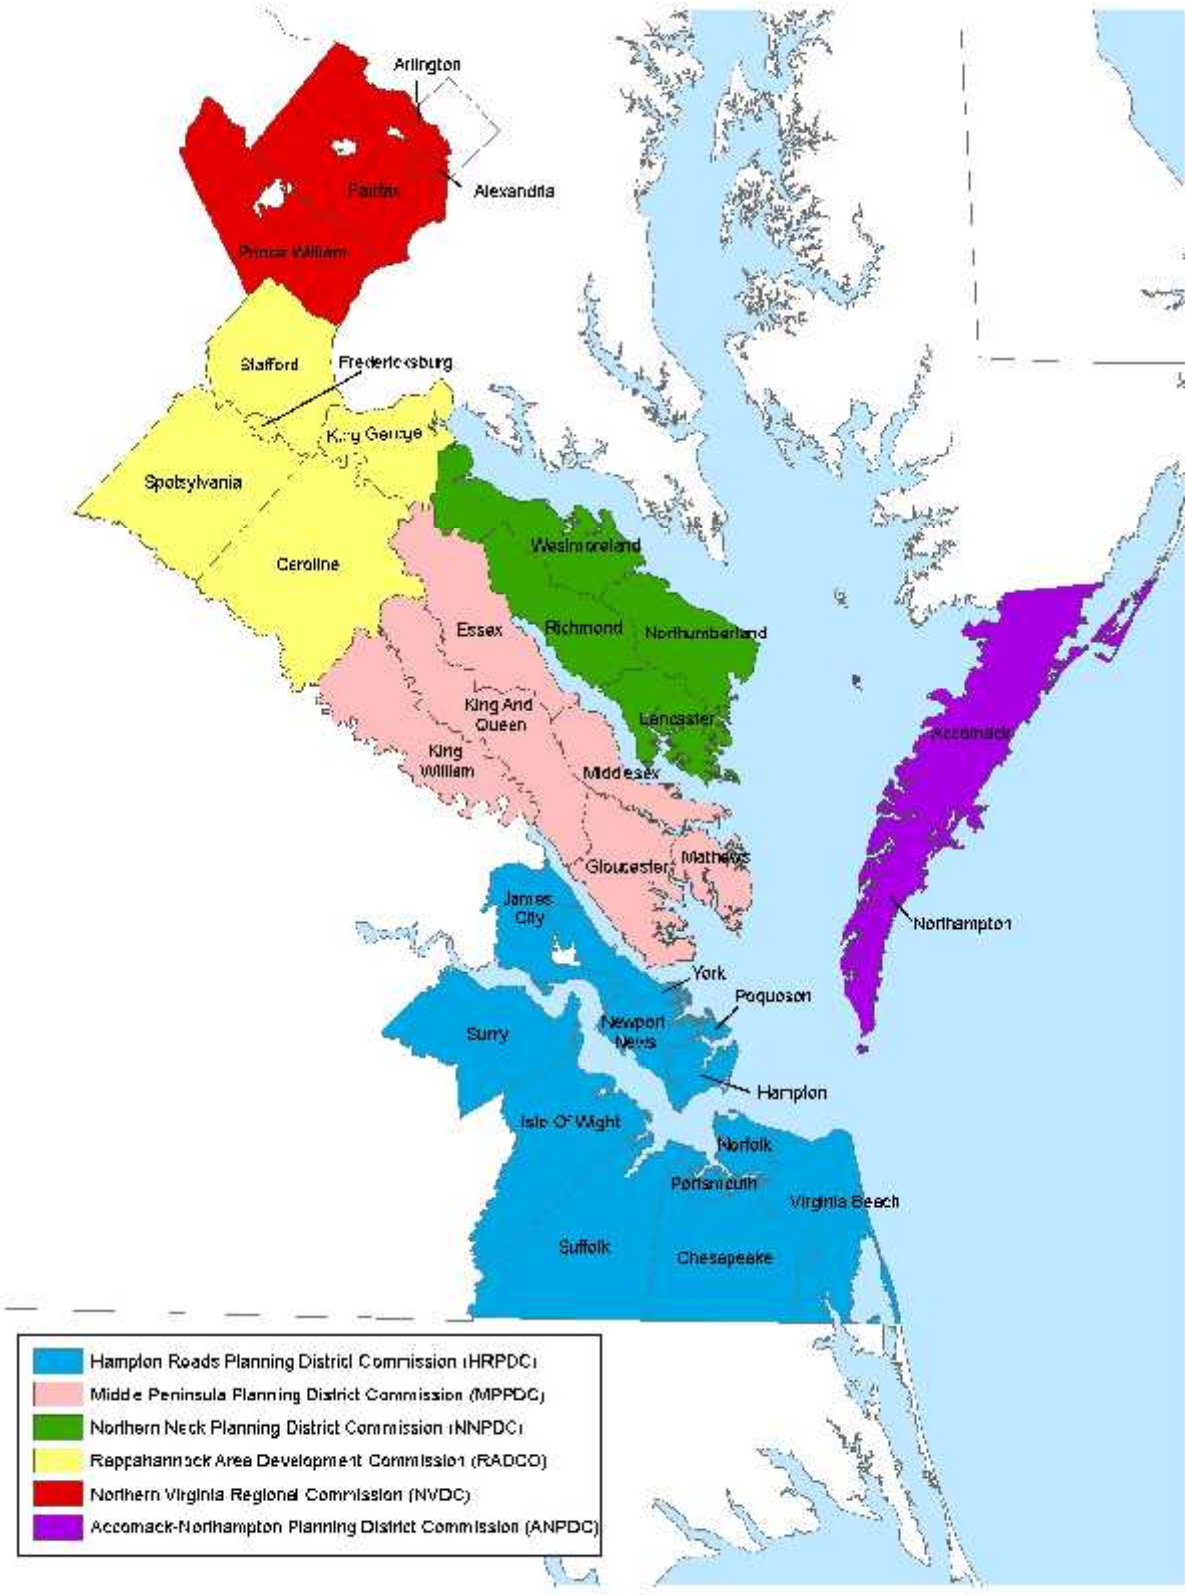 Arlington
Fairfax
Alexandria
Prince William
Stafford
Fredericksburg
King George
Spotsylvania
Caroline
Westmoreland
Richmond
Northumberland
Essex
King And
Queen
Lancaster
Accomack
King
William
Middlesex
Gloucester
Mathews
James
City
Northampton
York
Poquoson
Surry
Newport
News
Hampton
Isle Of Wight
Norfolk
Portsmouth
Virginia Beach
Suffolk
Chesapeake
Hampton Roads Planning District Commission (HRPDC)
Middle Peninsula Planning District Commission (MPPDC)
Northern Neck Planning District Commission (NNPDC)
Rappahannock Area Development Commission (RADCO)
Northern Virginia Regional Commission (NVDC)
Accomack-Northampton Planning District Commission (ANPDC)